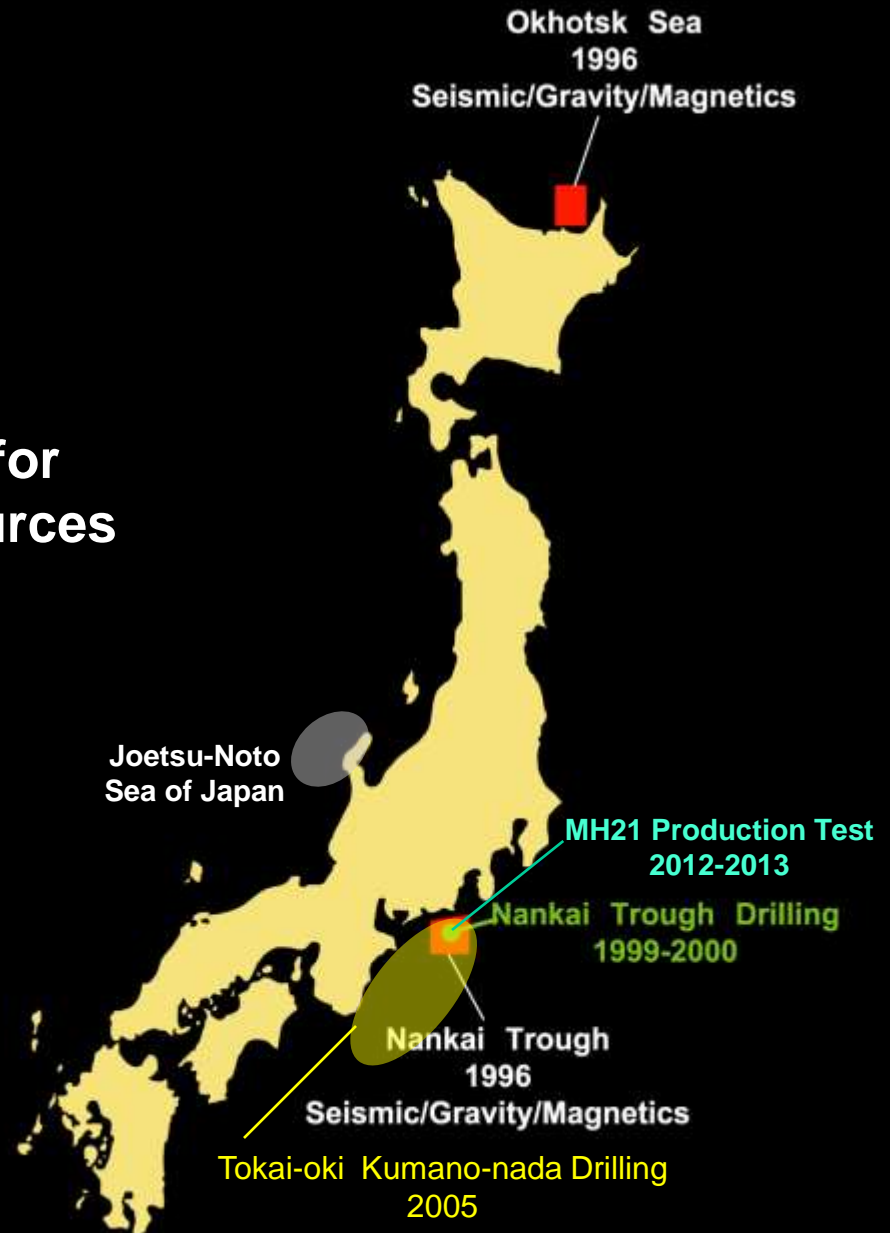 Okhotsk Sea
1996
Seismic/Gravity/Magnetics
for
Joetsu-Noto
Sea of Japan
MH21 Production Test
2012-2013
Nankai Trough Drilling
1999-2000
Nankai Trough
1996
Seismic/Gravity/Magnetics
Tokai-oki Kumano-nada Drilling
2005